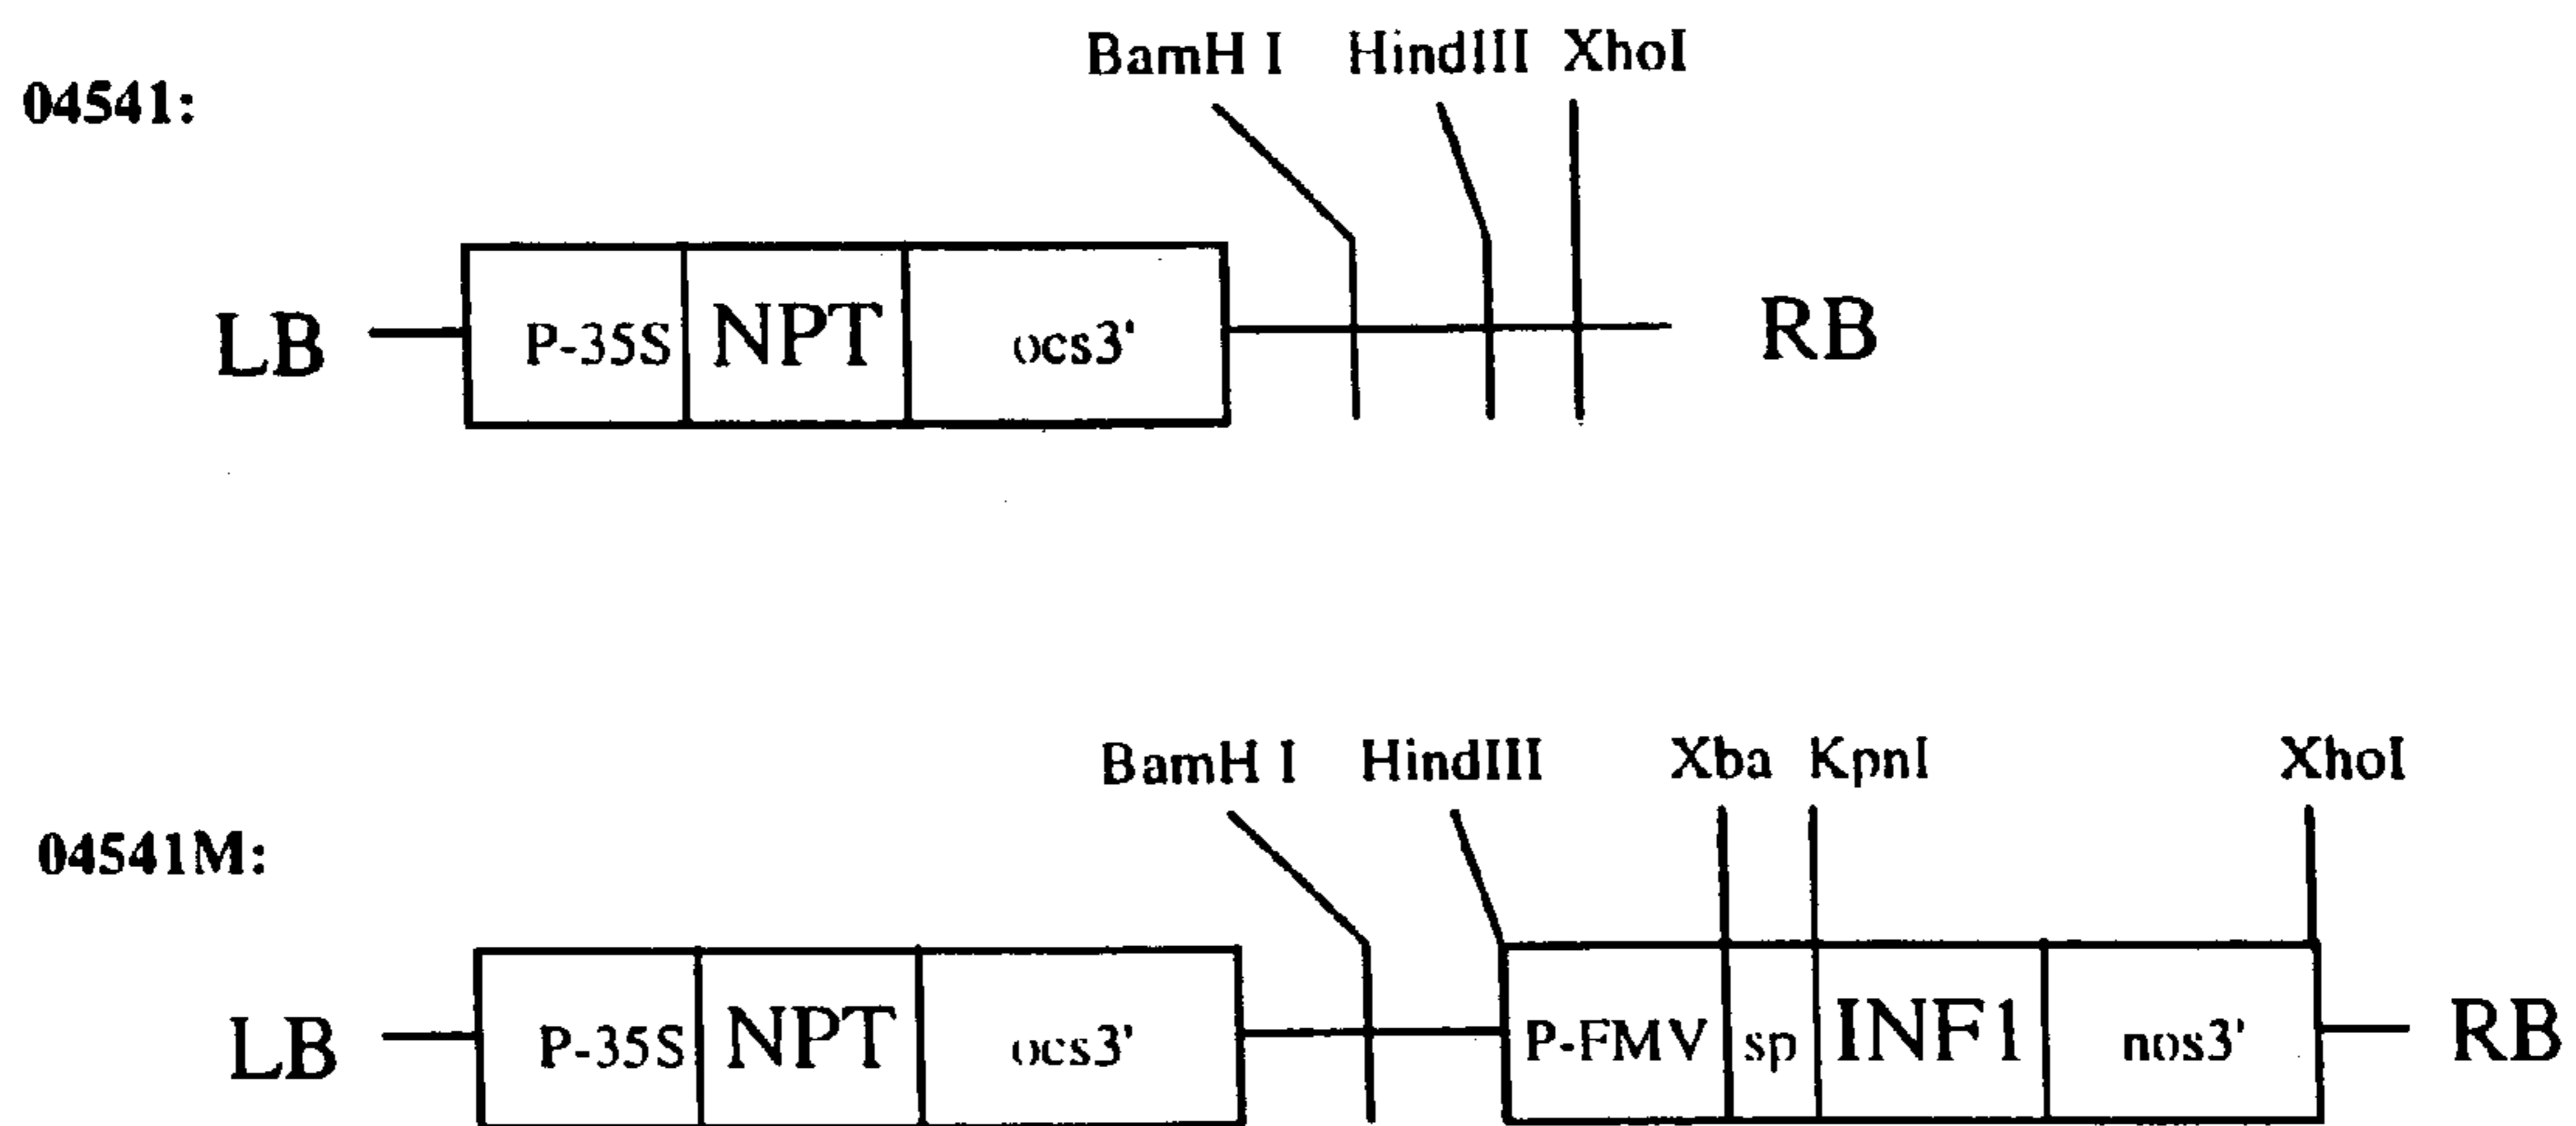 BamH I HindIII XhoI
04541:
LB P-35S NPT ocs3' RB
BamH I HindIII Xba KpnI XhoI
04541M:
LB P-35S NPT ocs3' P-FMV sp INF1 nos3' RB